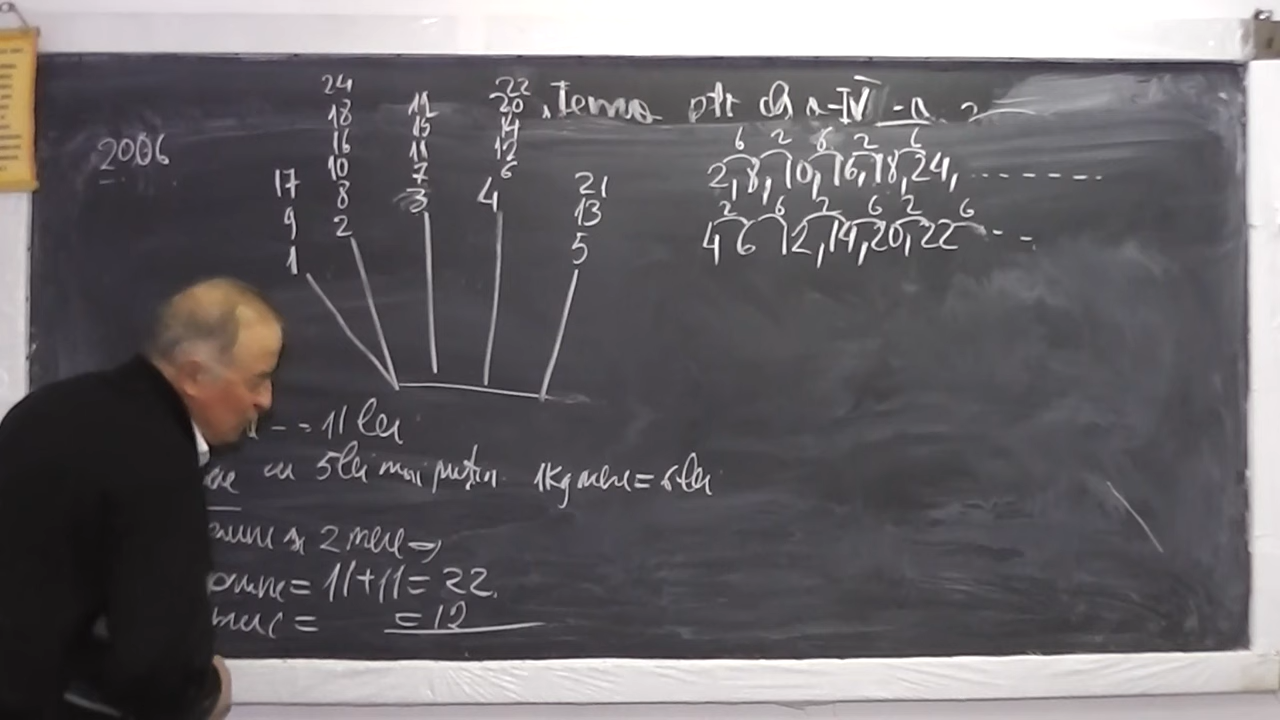 Tema ptr cls a-IV-a
2006
24
18
16
10
8
2
17
9
1
19
15
11
7
3
22
20
14
12
6
4
21
13
5
6 2 6 2 6
2, 8, 10, 16, 18, 24, --------
2 6 2 6 2 6
4 6 12, 14, 20, 22 ---
-- 11 lei
cu 5 lei mai puțin. 1kg mere = 6 lei
2 mere ⇒
= 11+11 = 22.
= = 12